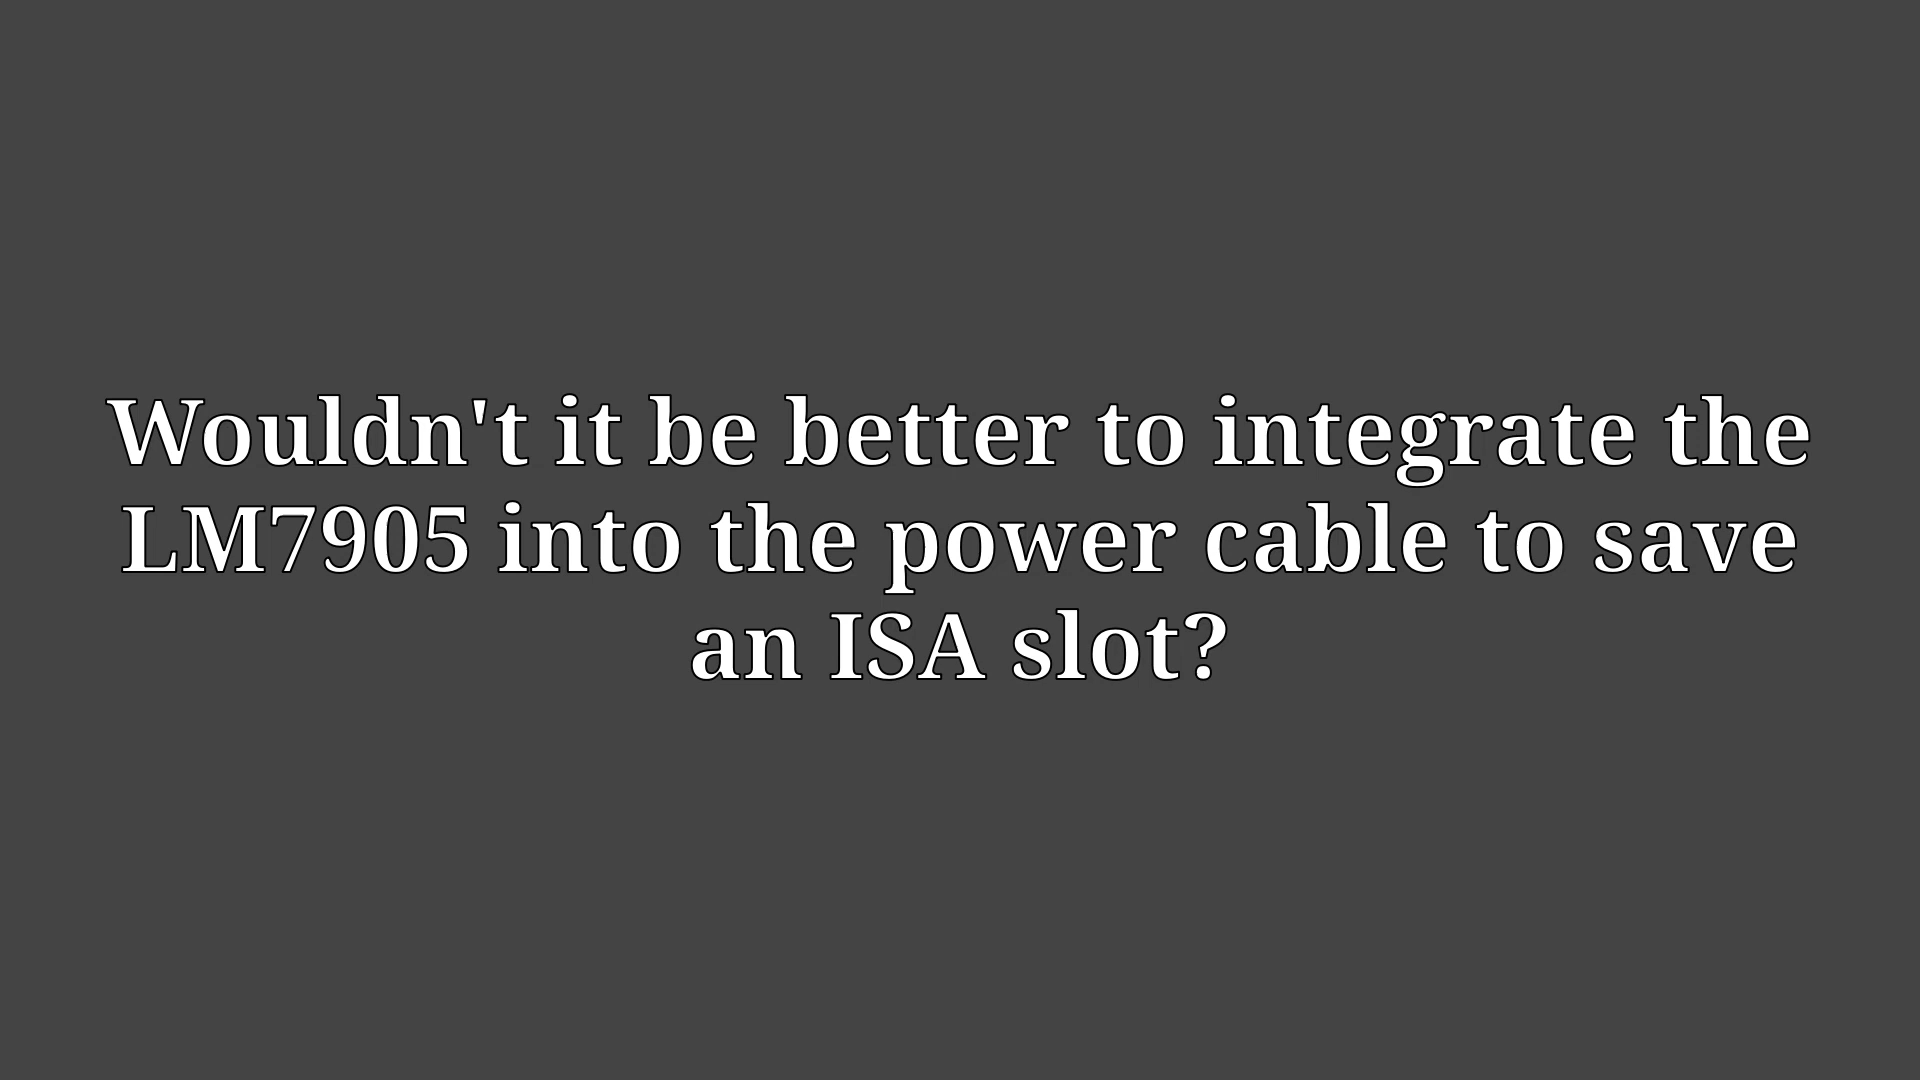 Wouldn't it be better to integrate the
LM7905 into the power cable to save
an ISA slot?